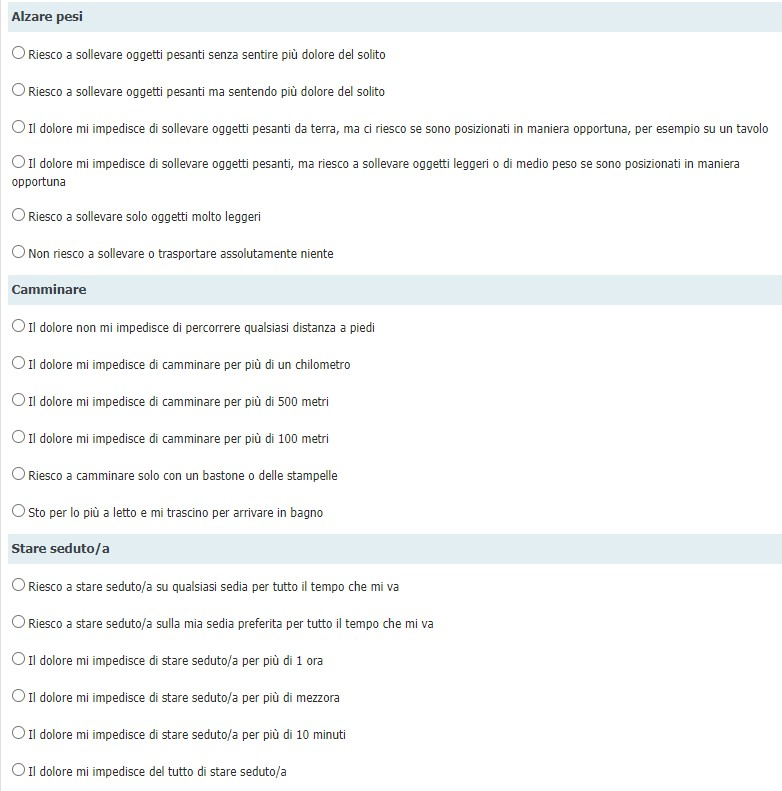 Alzare pesi
Riesco a sollevare oggetti pesanti senza sentire più dolore del solito
Riesco a sollevare oggetti pesanti ma sentendo più dolore del solito
Il dolore mi impedisce di sollevare oggetti pesanti da terra, ma ci riesco se sono posizionati in maniera opportuna, per esempio su un tavolo
Il dolore mi impedisce di sollevare oggetti pesanti, ma riesco a sollevare oggetti leggeri o di medio peso se sono posizionati in maniera
opportuna
Riesco a sollevare solo oggetti molto leggeri
Non riesco a sollevare o trasportare assolutamente niente
Camminare
Il dolore non mi impedisce di percorrere qualsiasi distanza a piedi
Il dolore mi impedisce di camminare per più di un chilometro
Il dolore mi impedisce di camminare per più di 500 metri
Il dolore mi impedisce di camminare per più di 100 metri
Riesco a camminare solo con un bastone o delle stampelle
Sto per lo più a letto e mi trascino per arrivare in bagno
Stare seduto/a
Riesco a stare seduto/a su qualsiasi sedia per tutto il tempo che mi va
Riesco a stare seduto/a sulla mia sedia preferita per tutto il tempo che mi va
Il dolore mi impedisce di stare seduto/a per più di 1 ora
Il dolore mi impedisce di stare seduto/a per più di mezzora
Il dolore mi impedisce di stare seduto/a per più di 10 minuti
Il dolore mi impedisce del tutto di stare seduto/a